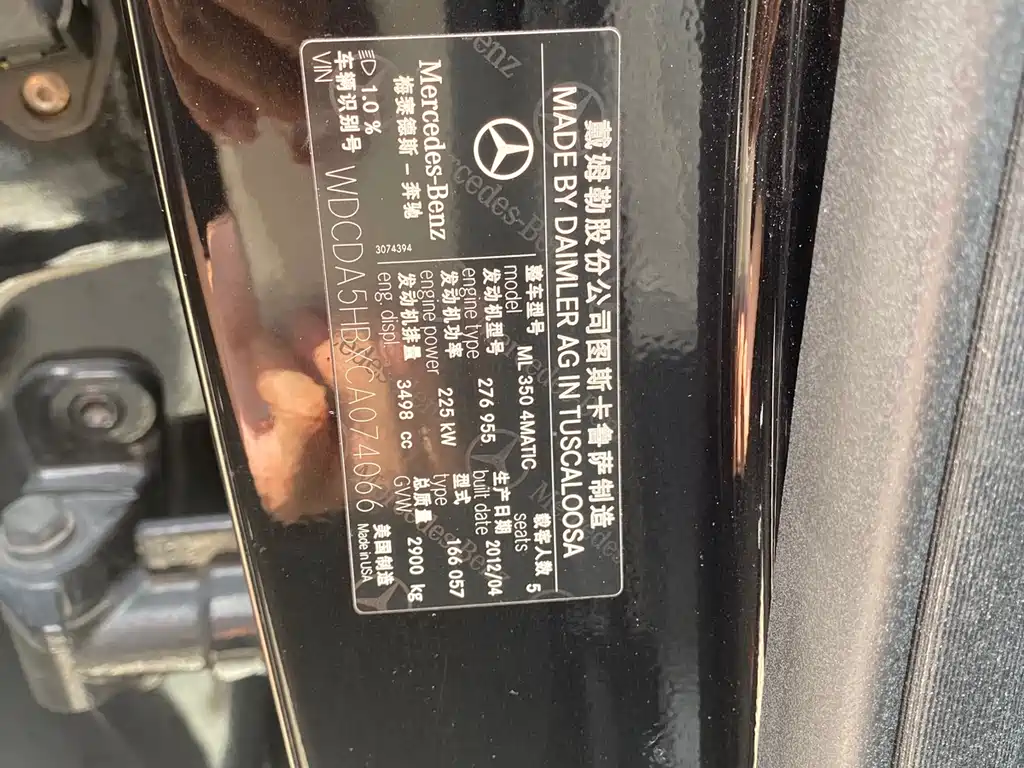 戴姆勒股份公司图斯卡鲁萨制造
MADE BY DAIMLER AG IN TUSCALOOSA
Mercedes-Benz
梅赛德斯－奔驰
3074394
整车型号 ML 350 4MATIC
model
载客人数 5
seats
发动机型号 276 955
engine type
生产日期 2012/04
built date
发动机功率 225 kW
engine power
型式 166 057
type
发动机排量 3498 cc
eng. displ.
总质量 2900 kg
GVW
1.0 %
车辆识别号 WDCDA5HBXCA074066
VIN
美国制造
Made in USA